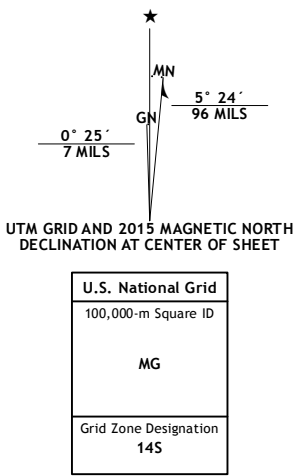 ★
MN
GN
5° 24´
96 MILS
0° 25´
7 MILS
UTM GRID AND 2015 MAGNETIC NORTH
DECLINATION AT CENTER OF SHEET
U.S. National Grid
100,000-m Square ID
MG
Grid Zone Designation
14S